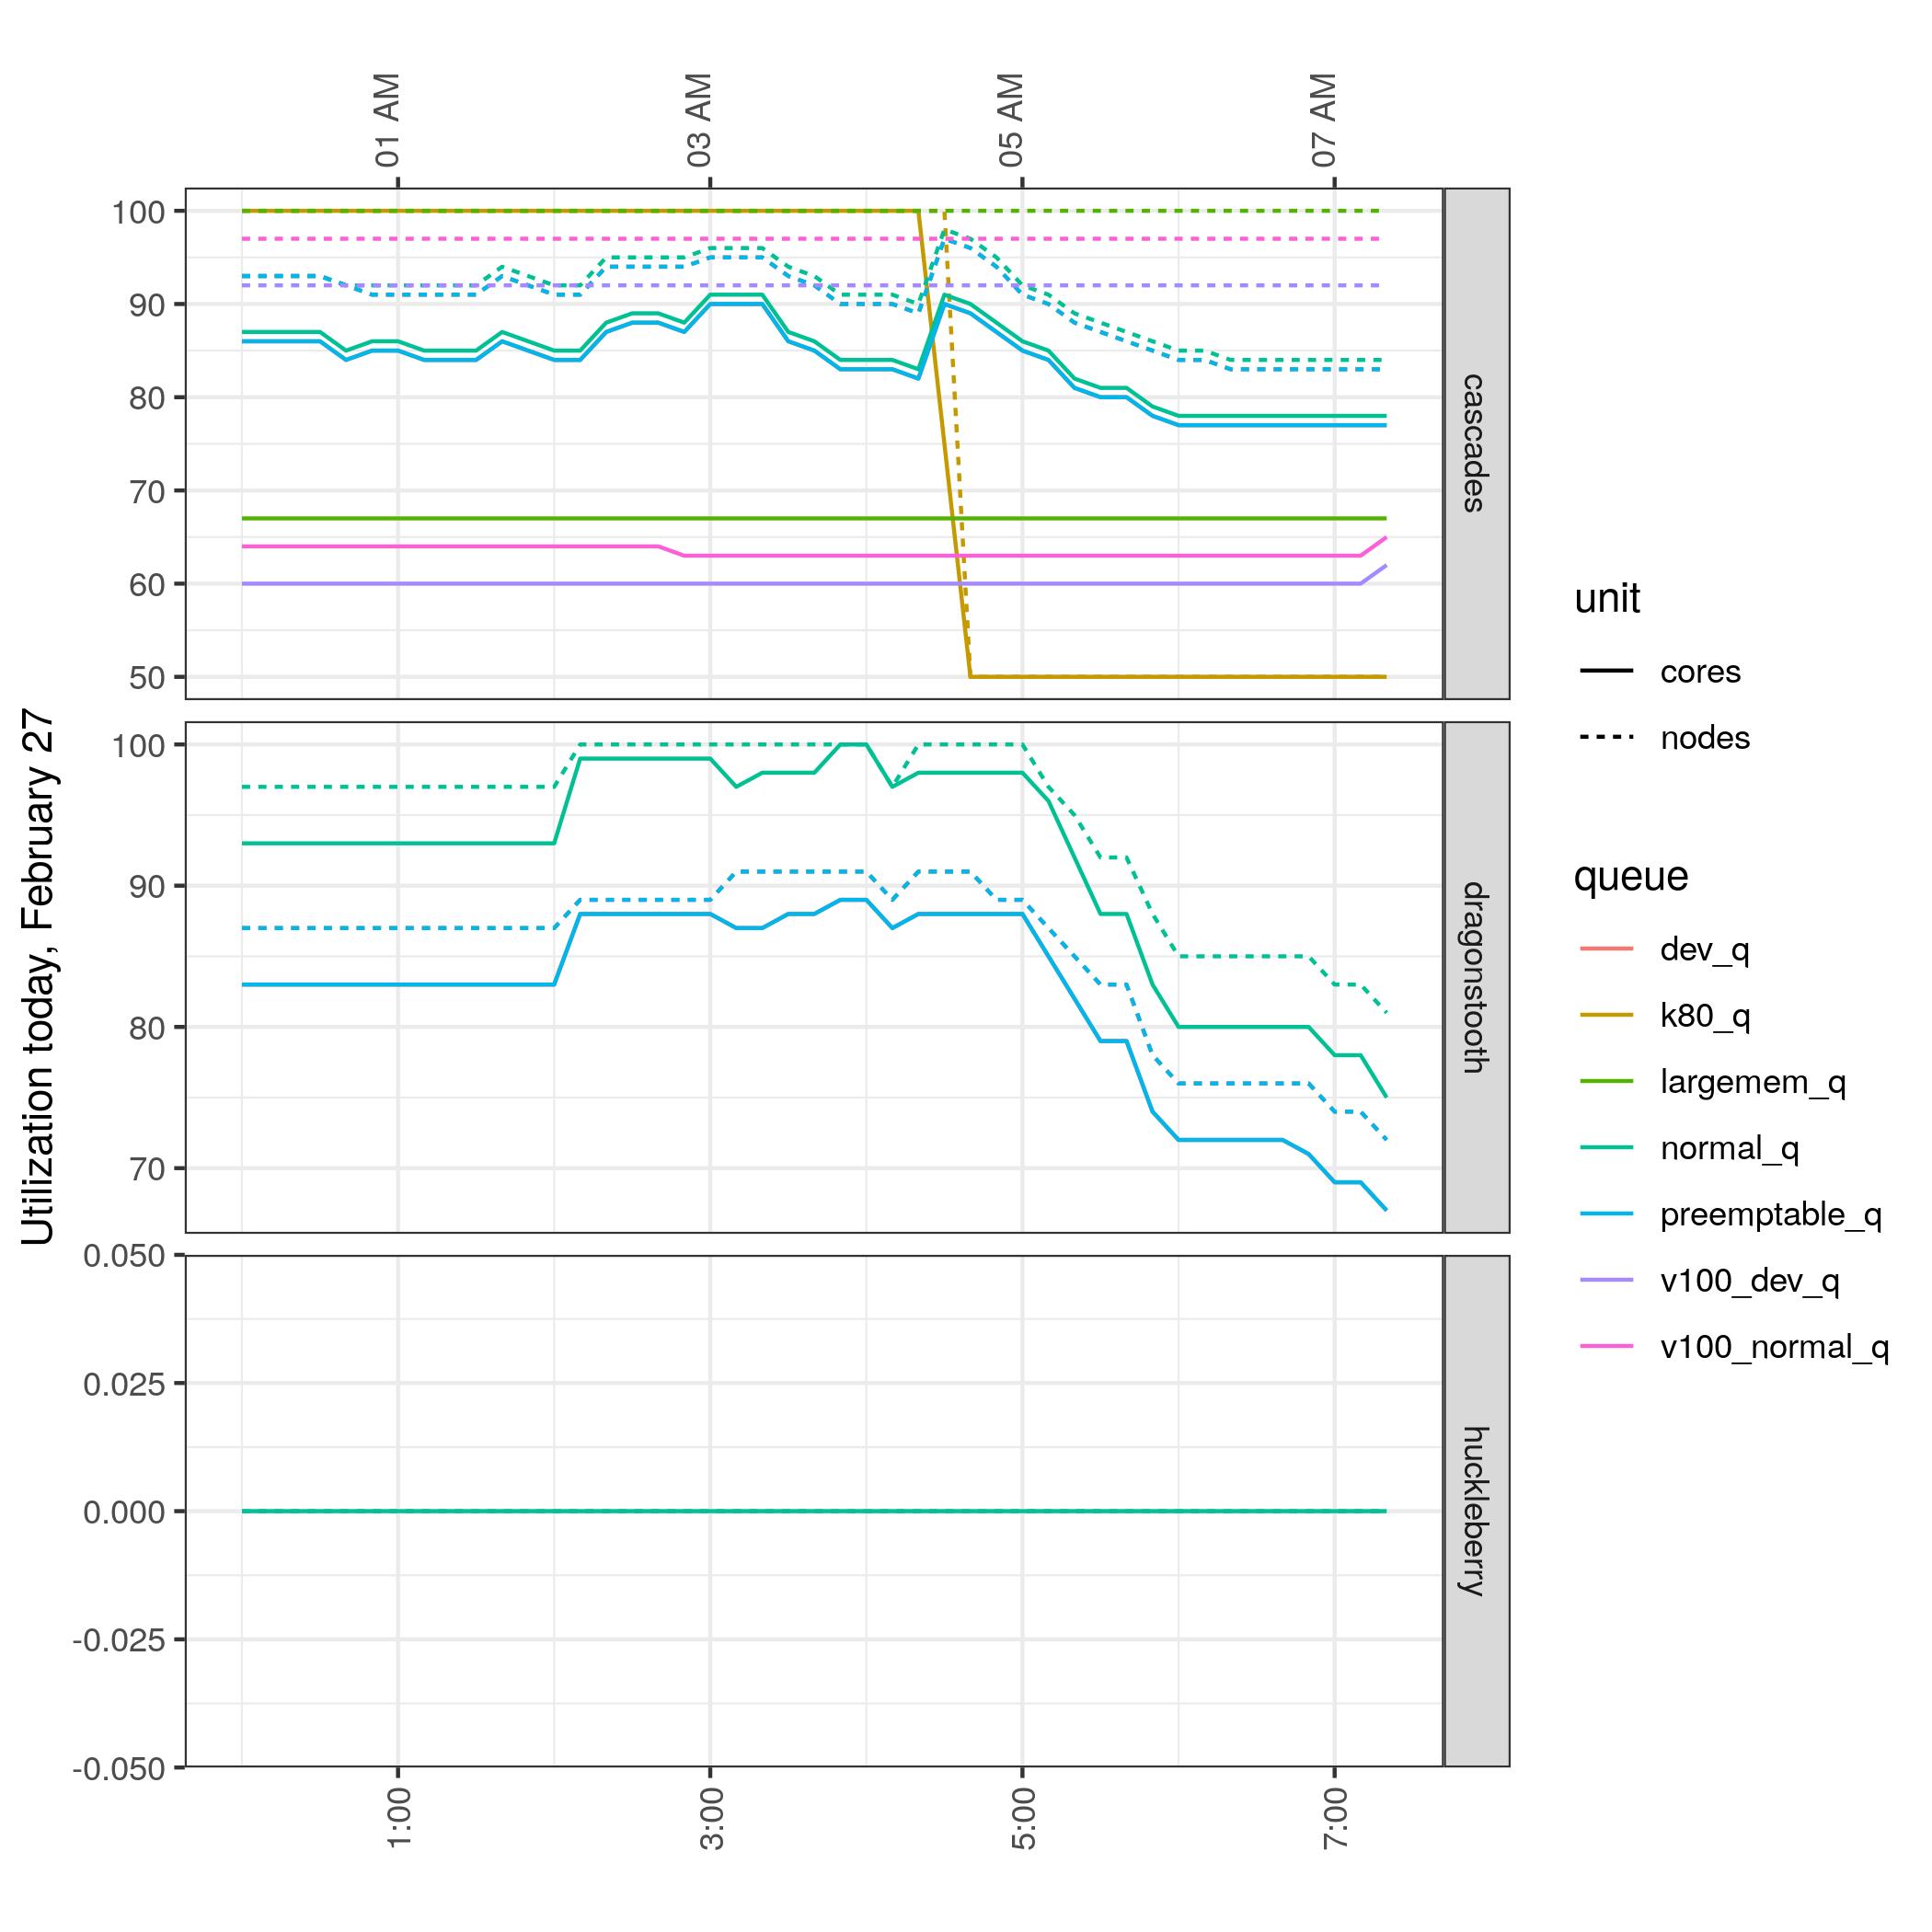 01 AM
03 AM
05 AM
07 AM
Utilization today, February 27
100
90
80
70
60
50
cascades
100
90
80
70
dragonstooth
0.050
0.025
0.000
-0.025
-0.050
huckleberry
1:00
3:00
5:00
7:00
unit
cores
nodes
queue
dev_q
k80_q
largemem_q
normal_q
preemptable_q
v100_dev_q
v100_normal_q